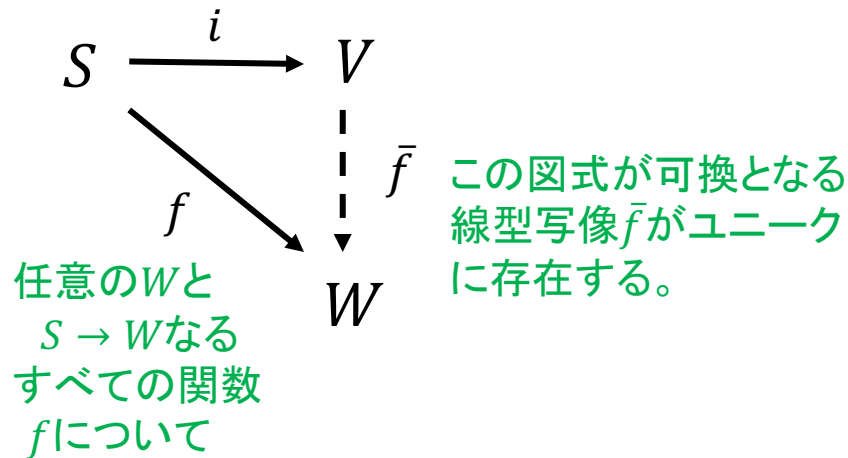 i
S
V
f
f̄
W
この図式が可換となる
線型写像f̄がユニーク
に存在する。
任意のWと
S → Wなる
すべての関数
fについて